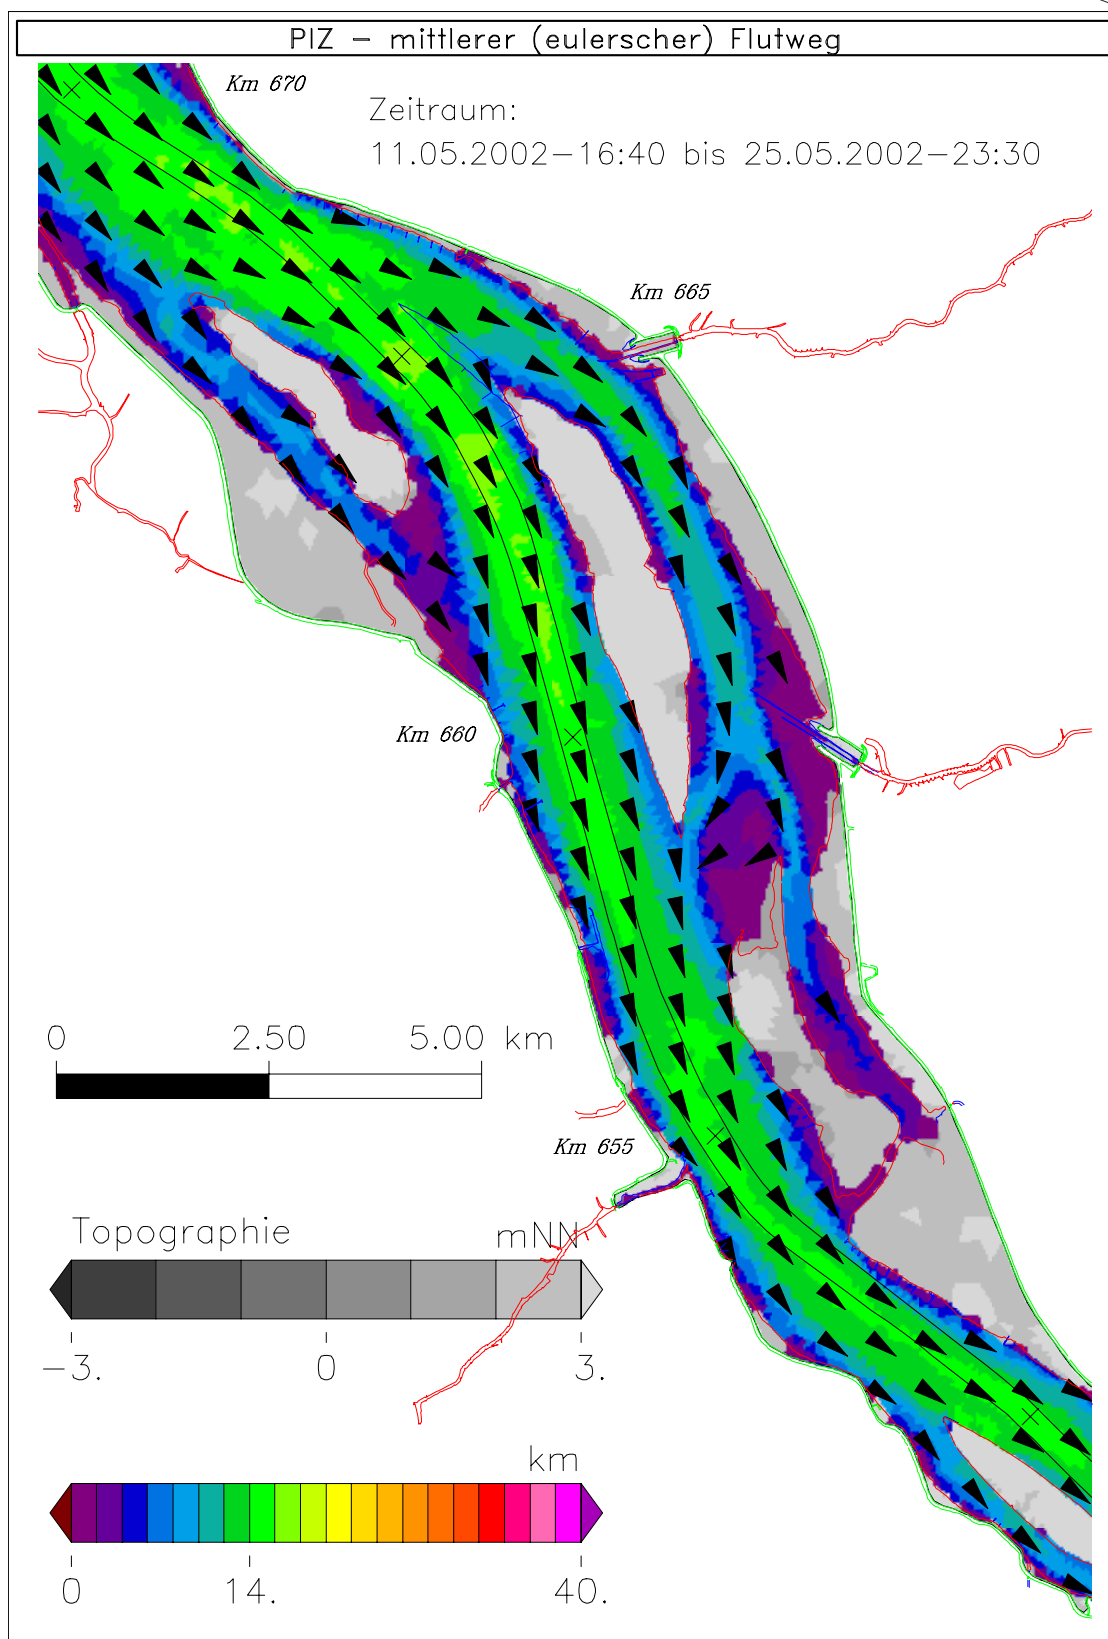 PIZ – mittlerer (eulerscher) Flutweg
Km 670
Zeitraum:
11.05.2002–16:40 bis 25.05.2002–23:30
Km 665
Km 660
0 2.50 5.00 km
Km 655
Topographie mNN
–3. 0 3.
km
0 14. 40.